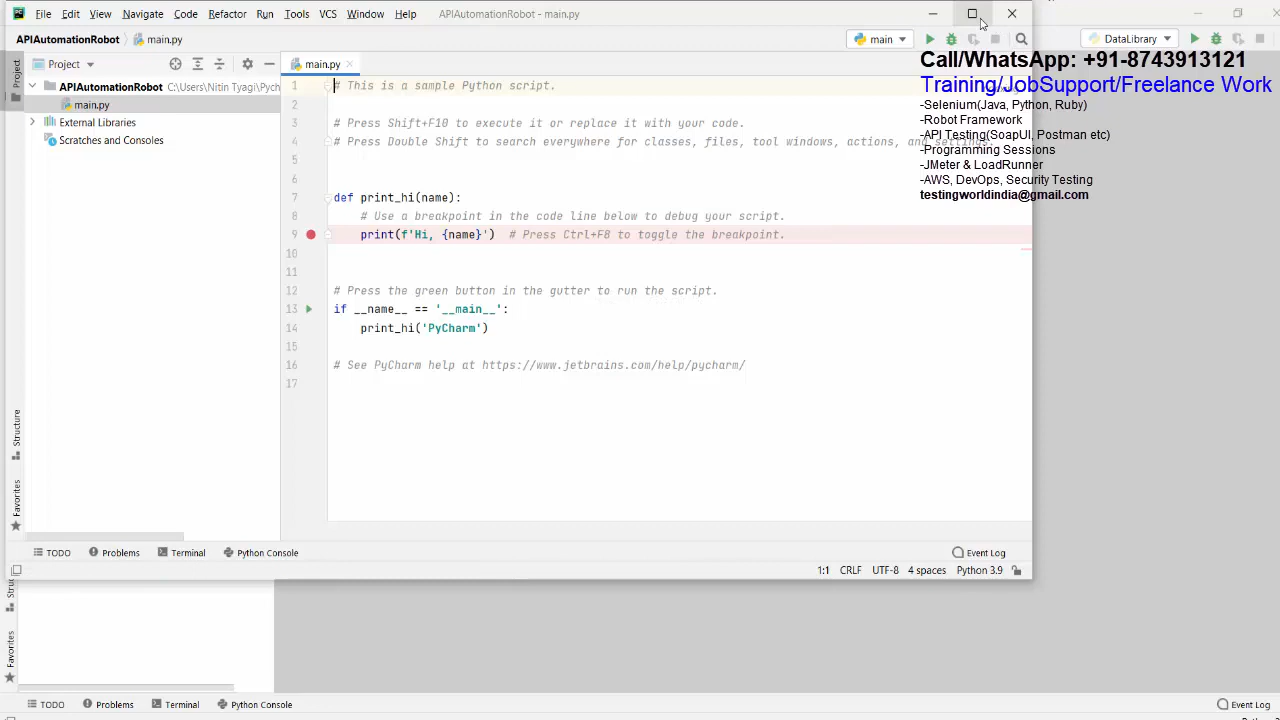 PC File Edit View Navigate Code Refactor Run Tools VCS Window Help APIAutomationRobot - main.py
APIAutomationRobot main.py
main
DataLibrary
Call/WhatsApp: +91-8743913121
Training/JobSupport/Freelance Work
-Selenium(Java, Python, Ruby)
-Robot Framework
-API Testing(SoapUI, Postman etc)
-Programming Sessions
-JMeter & LoadRunner
-AWS, DevOps, Security Testing
testingworldindia@gmail.com
Project
Project
main.py
APIAutomationRobot C:\Users\Nitin Tyagi\Pych
main.py
External Libraries
Scratches and Consoles
1 # This is a sample Python script.
2
3 # Press Shift+F10 to execute it or replace it with your code.
4 # Press Double Shift to search everywhere for classes, files, tool windows, actions, and settings.
5
6
7 def print_hi(name):
8 # Use a breakpoint in the code line below to debug your script.
9 print(f'Hi, {name}') # Press Ctrl+F8 to toggle the breakpoint.
10
11
12 # Press the green button in the gutter to run the script.
13 if __name__ == '__main__':
14 print_hi('PyCharm')
15
16 # See PyCharm help at https://www.jetbrains.com/help/pycharm/
17
Structure
Favorites
TODO Problems Terminal Python Console Event Log
1:1 CRLF UTF-8 4 spaces Python 3.9
Favorites
TODO Problems Terminal Python Console Event Log